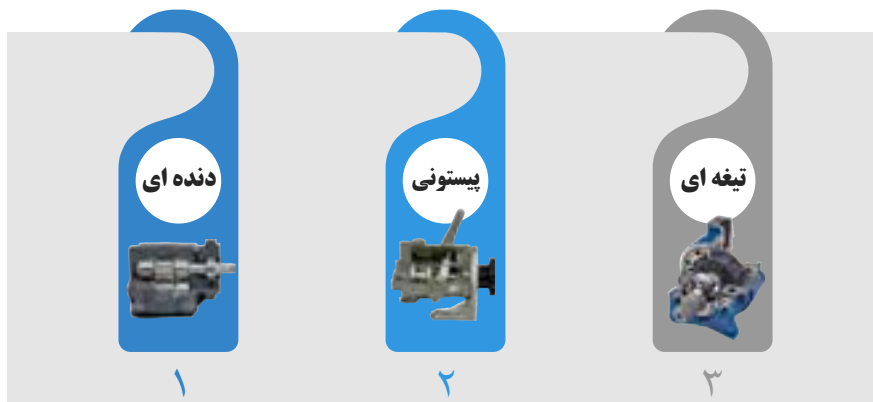 دنده ای
پیستونی
تیغه ای
۱
۲
۳